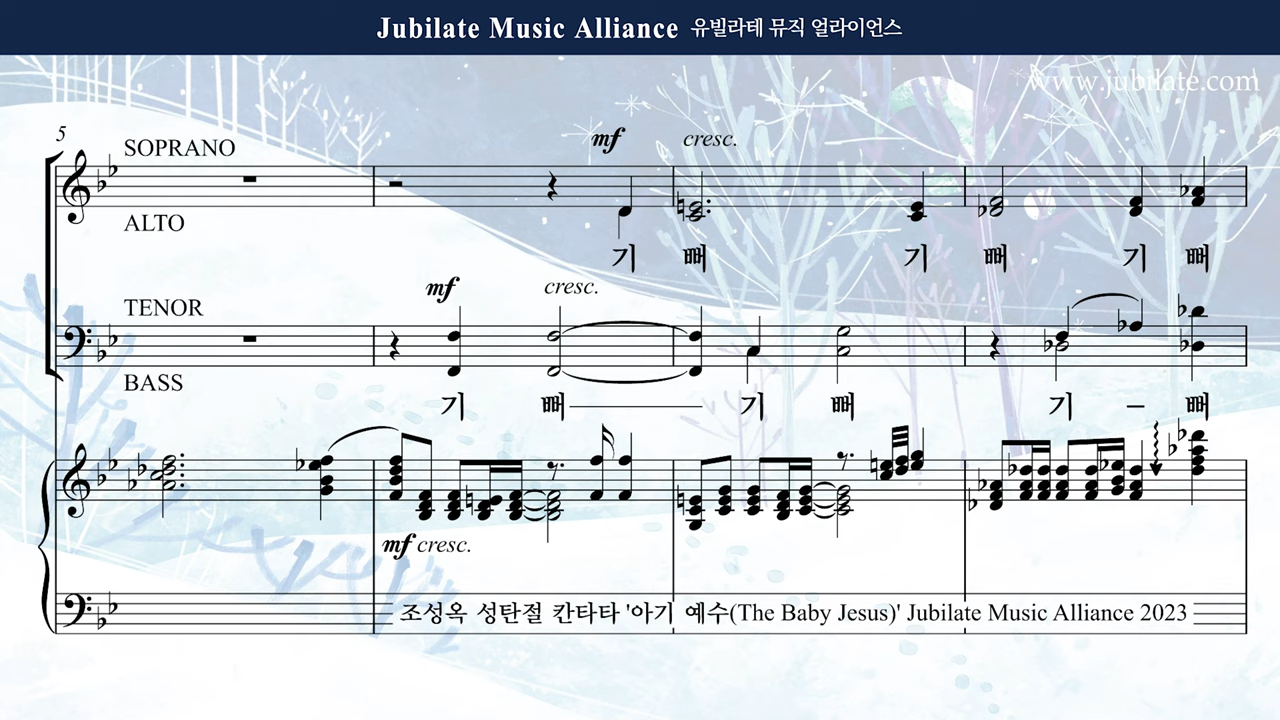 Jubilate Music Alliance 유빌라테 뮤직 얼라이언스
www.jubilate.com
5
SOPRANO
mf
cresc.
ALTO
기 뻐 기 뻐 기 뻐
TENOR
mf
cresc.
BASS
기 뻐 기 뻐 기 – 뻐
mf cresc.
조성옥 성탄절 칸타타 '아기 예수(The Baby Jesus)' Jubilate Music Alliance 2023